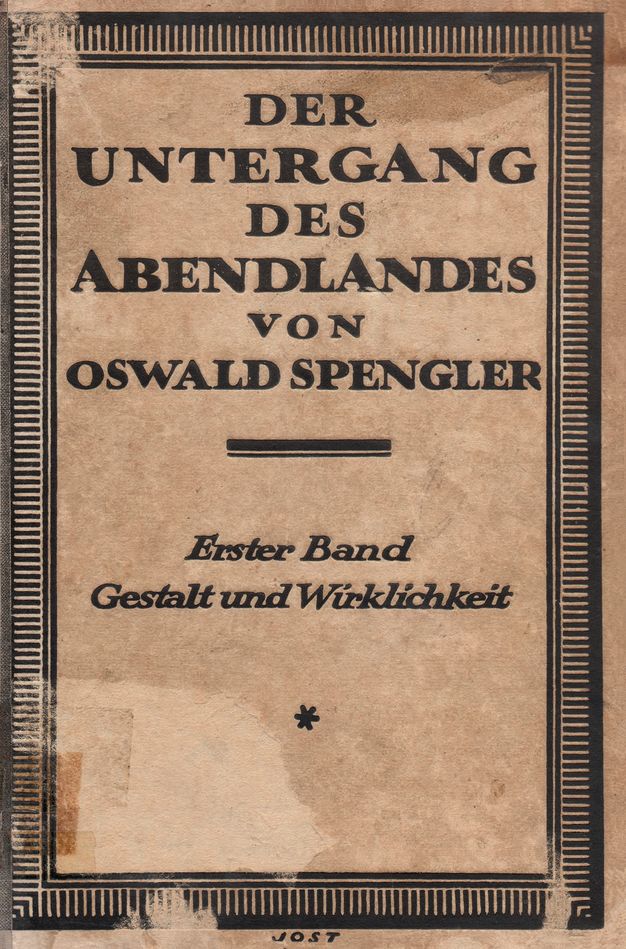 DER
UNTERGANG
DES
ABENDLANDES
VON
OSWALD SPENGLER
Erster Band
Gestalt und Wirklichkeit
*
JOST